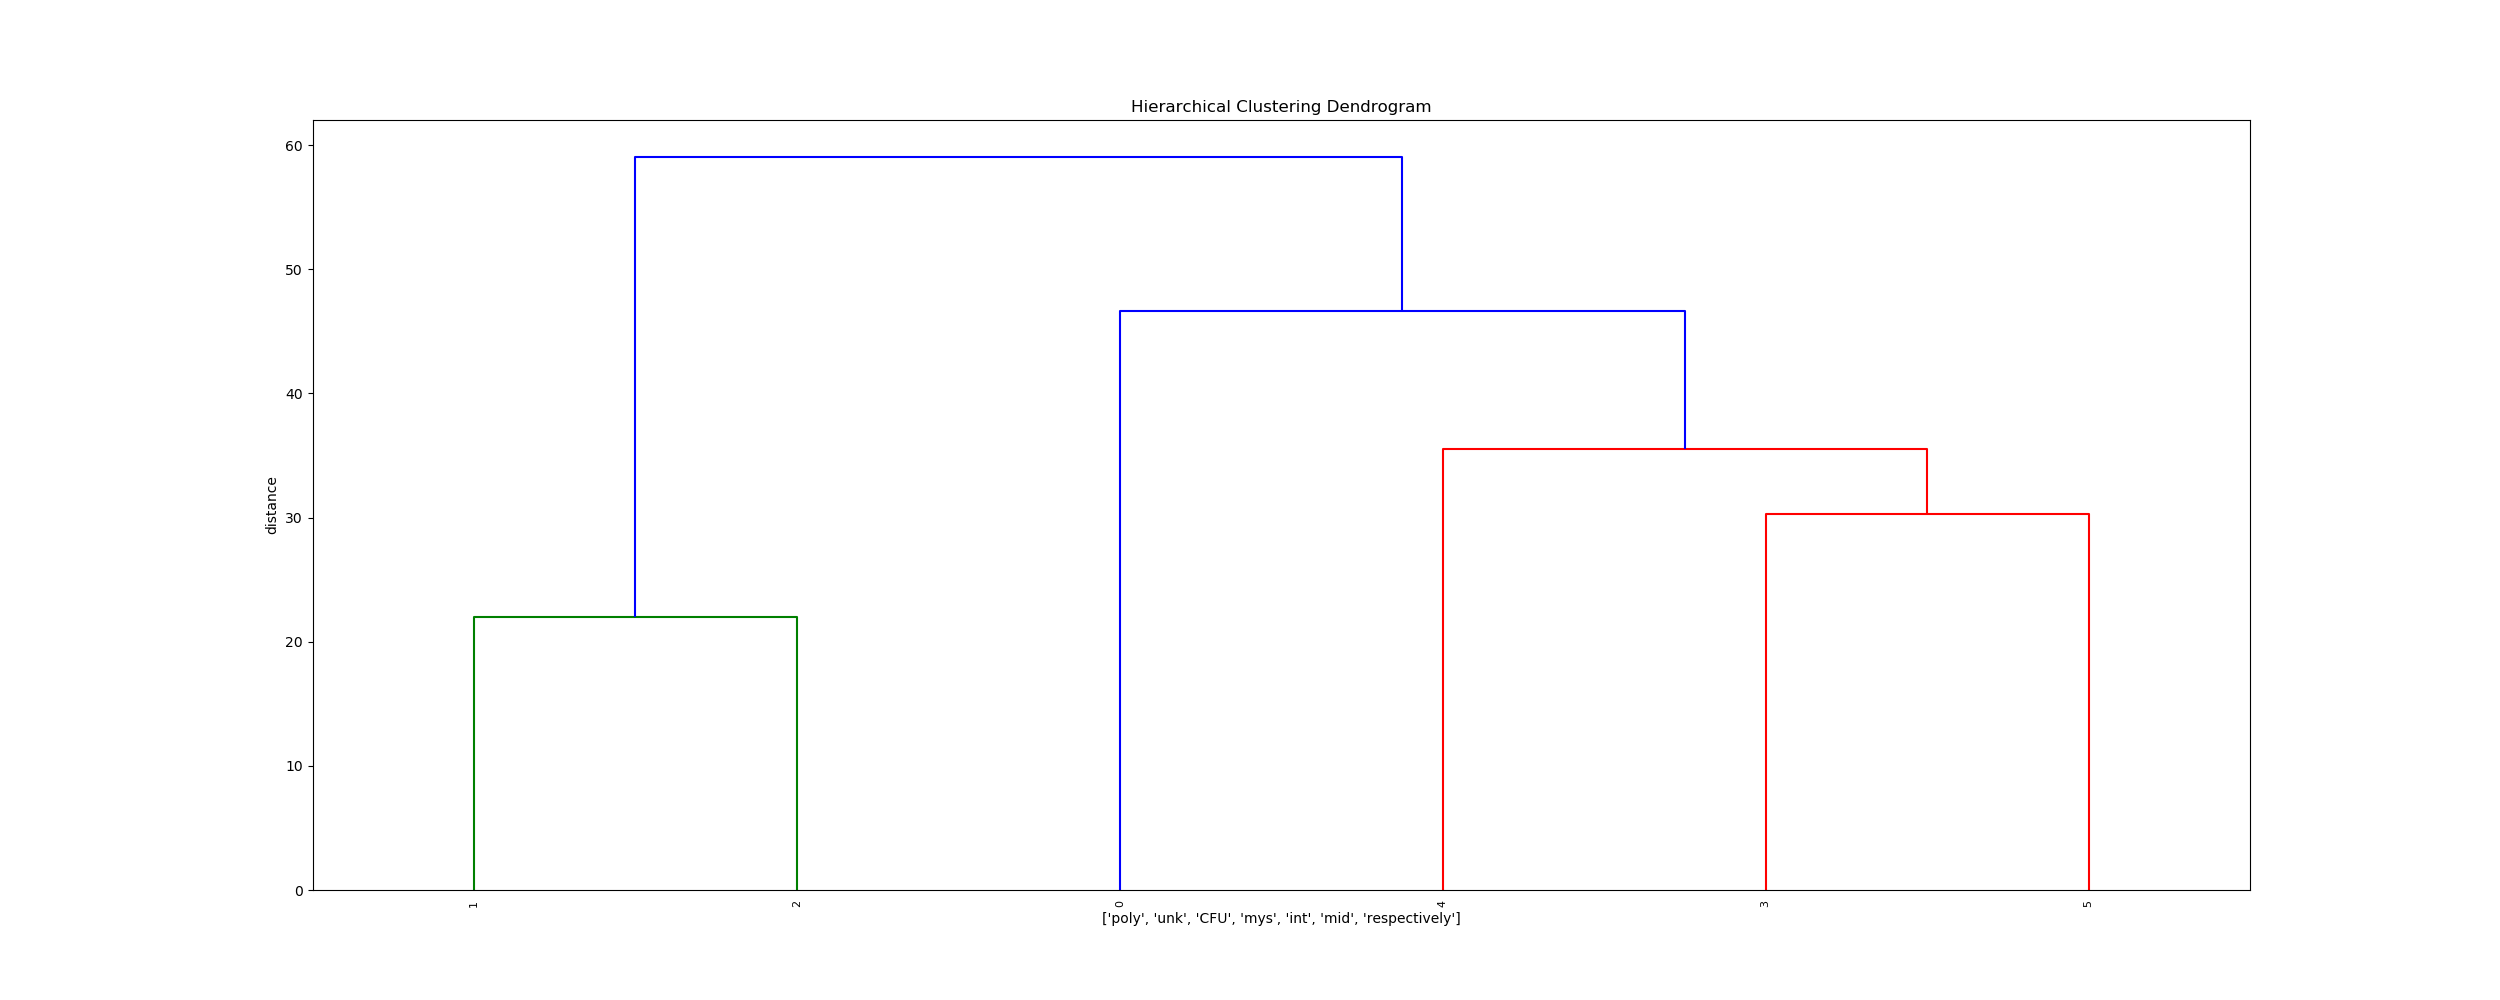 Hierarchical Clustering Dendrogram
60
50
40
30
20
10
0
distance
1 2 0 4 3 5
['poly', 'unk', 'CFU', 'mys', 'int', 'mid', 'respectively']